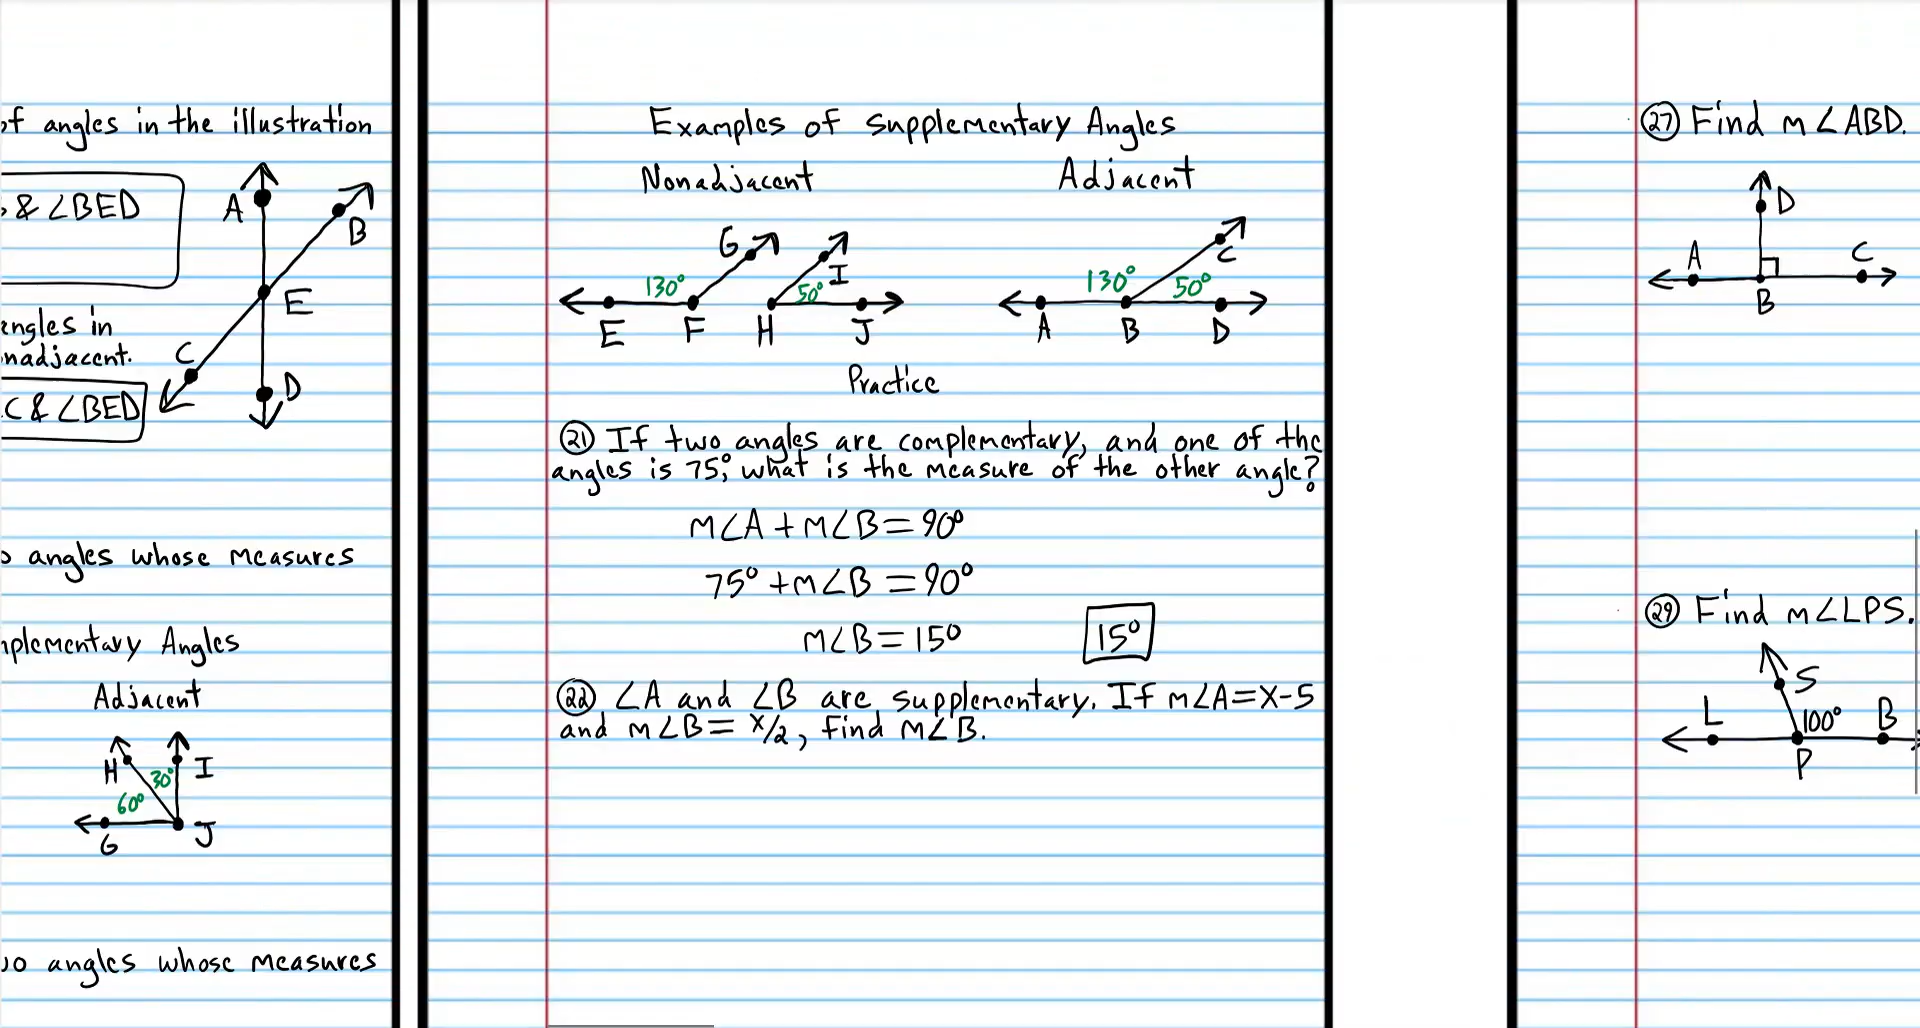 of angles in the illustration
& ∠BED
A
B
E
angles in
nadjacent.
C
D
C & ∠BED
angles whose measures
plementary Angles
Adjacent
H
30°
I
60°
G
J
angles whose measures
Examples of Supplementary Angles
Nonadjacent
Adjacent
G
I
C
130°
50°
130°
50°
E
F
H
J
A
B
D
Practice
21 If two angles are complementary, and one of the
angles is 75°, what is the measure of the other angle?
m∠A + m∠B = 90°
75° + m∠B = 90°
m∠B = 15°
15°
22 ∠A and ∠B are supplementary. If m∠A = x-5
and m∠B = x/2, find m∠B.
27 Find m∠ABD.
D
A
C
B
29 Find m∠LPS.
S
L
100°
B
P